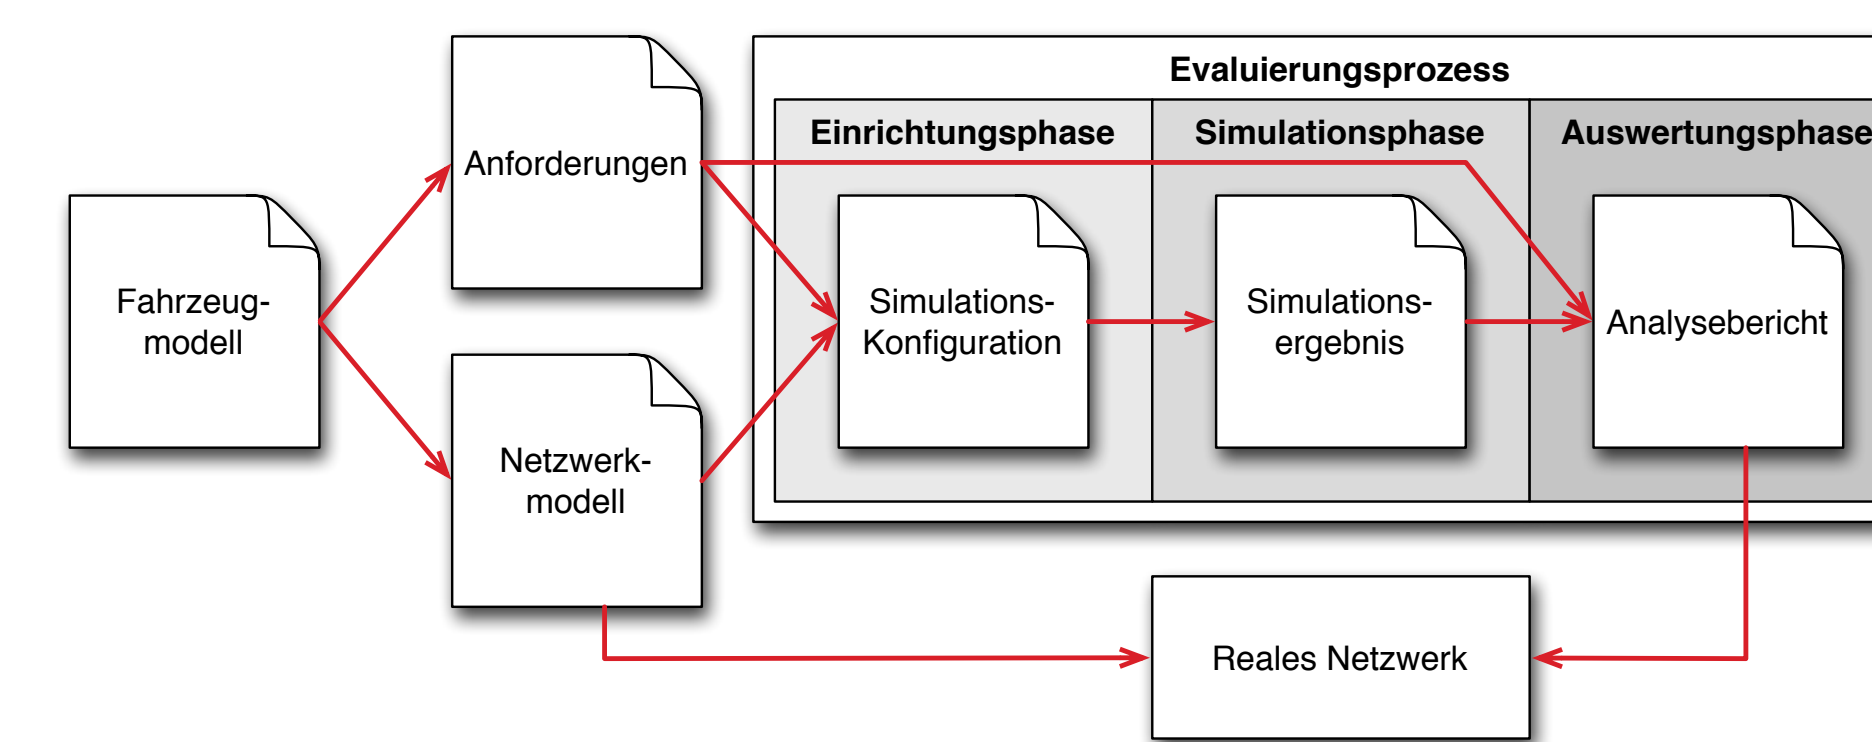 Evaluierungsprozess
Einrichtungsphase
Simulationsphase
Auswertungsphase
Anforderungen
Fahrzeug-
modell
Simulations-
Konfiguration
Simulations-
ergebnis
Analysebericht
Netzwerk-
modell
Reales Netzwerk